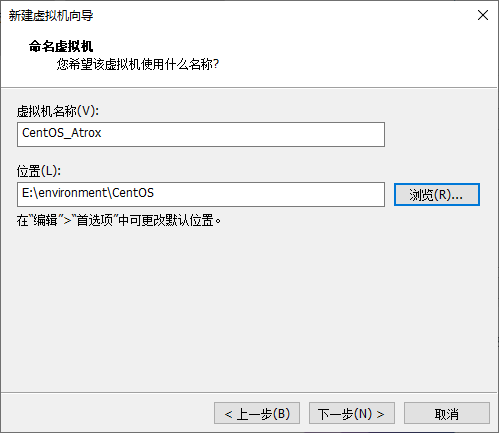 新建虚拟机向导
命名虚拟机
您希望该虚拟机使用什么名称?
虚拟机名称(V):
CentOS_Atrox
位置(L):
E:\environment\CentOS
浏览(R)...
在“编辑”>“首选项”中可更改默认位置。
< 上一步(B)
下一步(N) >
取消